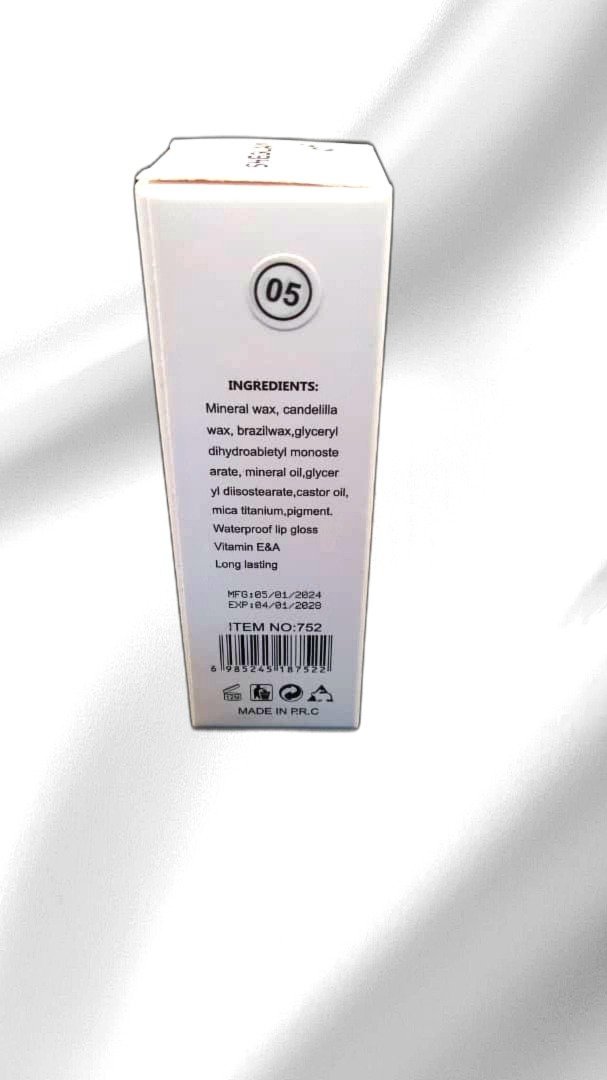 05
INGREDIENTS:
Mineral wax, candelilla
wax, brazilwax,glyceryl
dihydroabietyl monoste
arate, mineral oil,glycer
yl diisostearate,castor oil,
mica titanium,pigment.
Waterproof lip gloss
Vitamin E&A
Long lasting
MFG:05/01/2024
EXP:04/01/2028
ITEM NO:752
6 985245 187522
MADE IN P.R.C